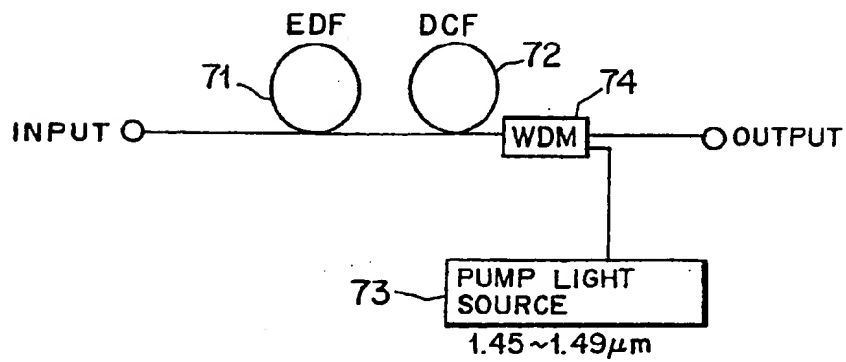 EDF
DCF
71
72
74
INPUT
WDM
OUTPUT
73
PUMP LIGHT
SOURCE
1.45~1.49μm